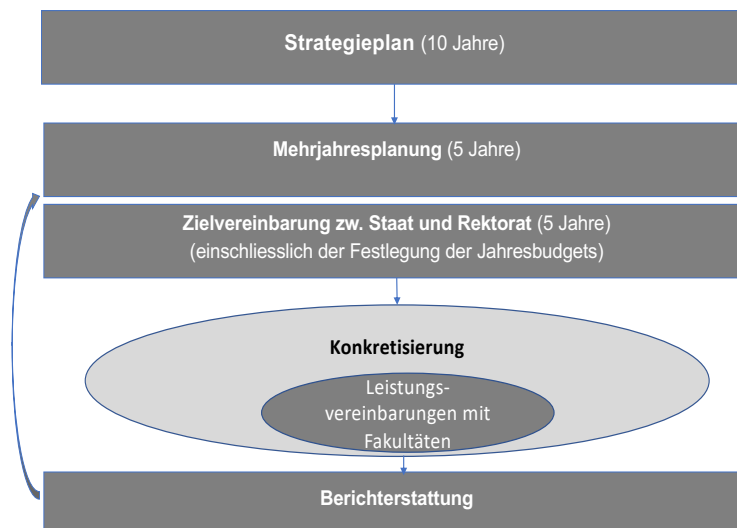 Strategieplan (10 Jahre)
Mehrjahresplanung (5 Jahre)
Zielvereinbarung zw. Staat und Rektorat (5 Jahre)
(einschliesslich der Festlegung der Jahresbudgets)
Konkretisierung
Leistungs-
vereinbarungen mit
Fakultäten
Berichterstattung